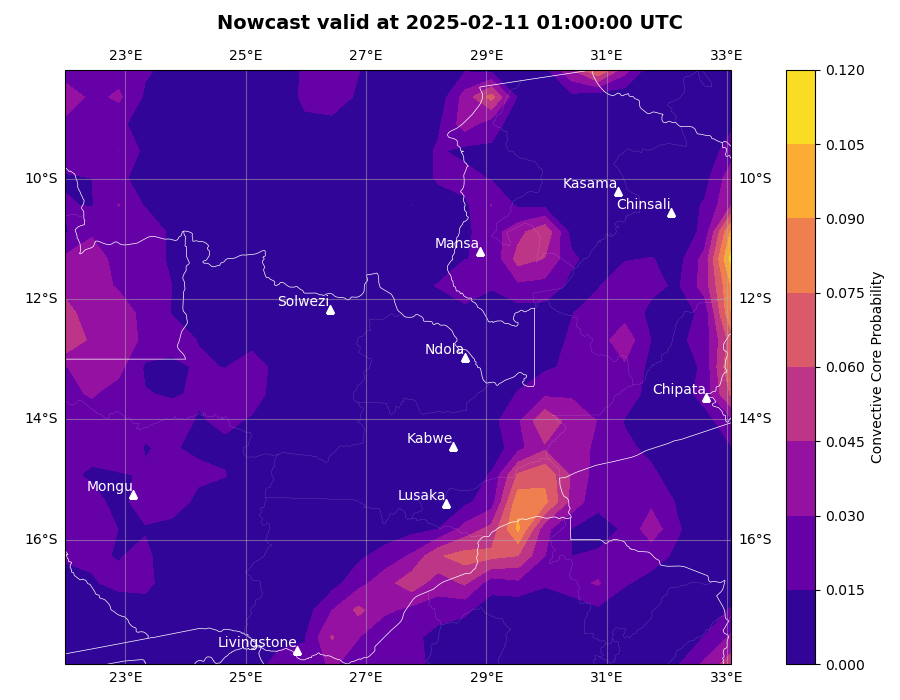 Nowcast valid at 2025-02-11 01:00:00 UTC
23°E 25°E 27°E 29°E 31°E 33°E
0.120
0.105
0.090
0.075
0.060
0.045
0.030
0.015
0.000
Convective Core Probability
10°S 10°S
12°S 12°S
14°S 14°S
16°S 16°S
Kasama
Chinsali
Mansa
Solwezi
Ndola
Chipata
Kabwe
Mongu
Lusaka
Livingstone
23°E 25°E 27°E 29°E 31°E 33°E